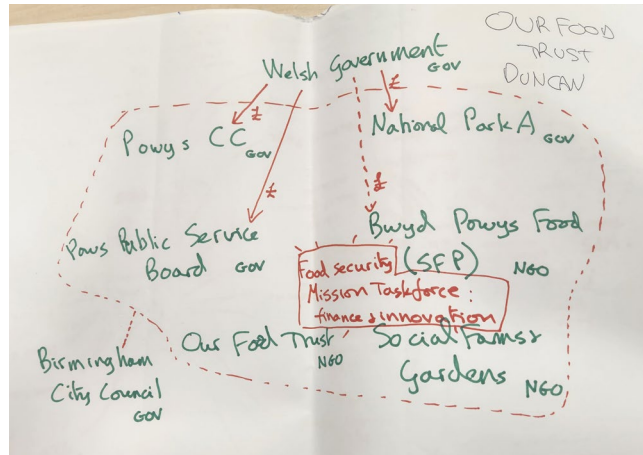 OUR FOOD
TRUST
DUNCAN
Welsh Government
GOV
£
£
£
£
Powys CC
GOV
National Park A
GOV
Pows Public Service
Board GOV
Bwyd Powys Food
(SFP) NGO
Food security
Mission Taskforce:
finance & innovation
Our Food Trust
NGO
Social Farms &
Gardens NGO
Birmingham
City Council
GOV